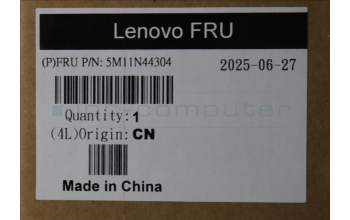 Lenovo FRU
(P)FRU P/N: 5M11N44304
2025-06-27
Quantity:1
(4L)Origin:CN
Made in China